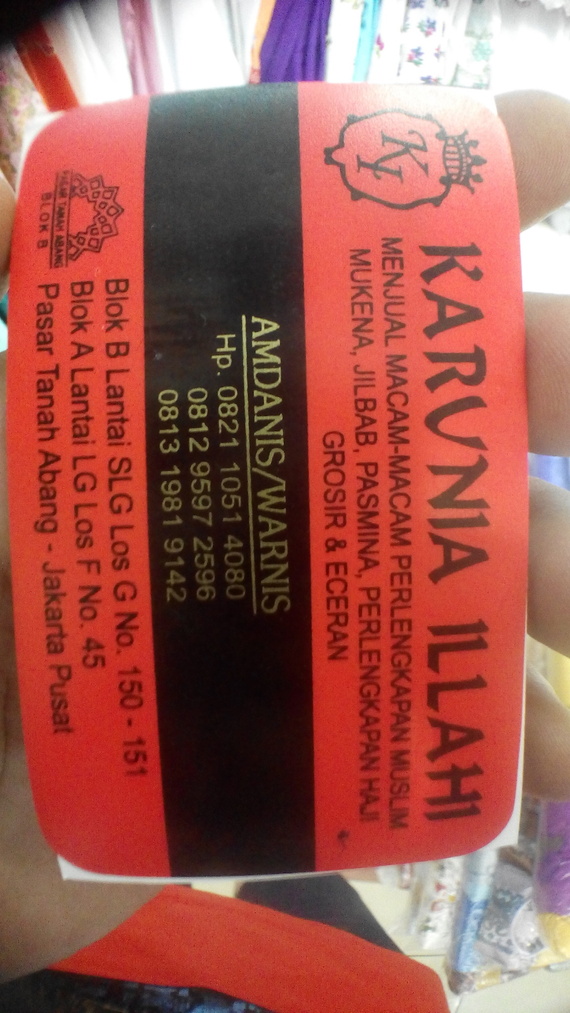 KI
KARUNIA ILLAHI
MENJUAL MACAM-MACAM PERLENGKAPAN MUSLIM
MUKENA, JILBAB, PASMINA, PERLENGKAPAN HAJI
GROSIR & ECERAN
AMDANIS/WARNIS
Hp. 0821 1051 4080
0812 9597 2596
0813 1981 9142
PASAR TANAH ABANG
BLOK B
Blok B Lantai SLG Los G No. 150 - 151
Blok A Lantai LG Los F No. 45
Pasar Tanah Abang - Jakarta Pusat